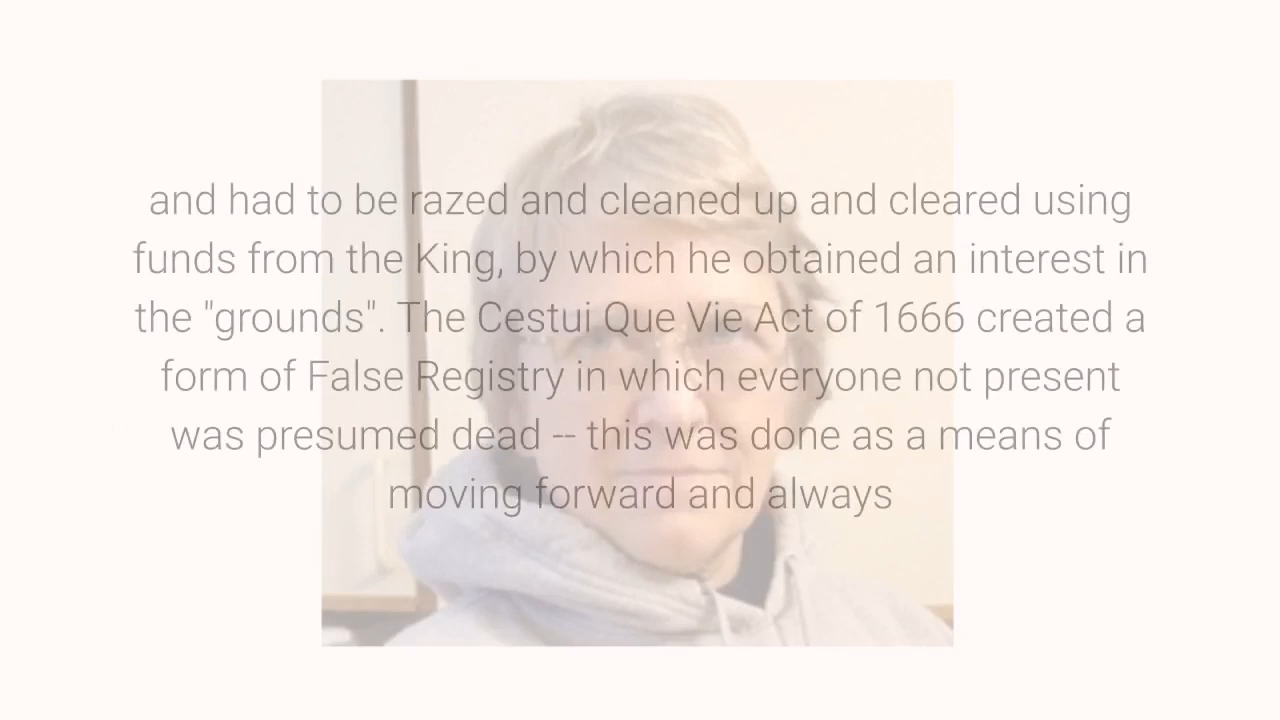 and had to be razed and cleaned up and cleared using
funds from the King, by which he obtained an interest in
the "grounds". The Cestui Que Vie Act of 1666 created a
form of False Registry in which everyone not present
was presumed dead -- this was done as a means of
moving forward and always